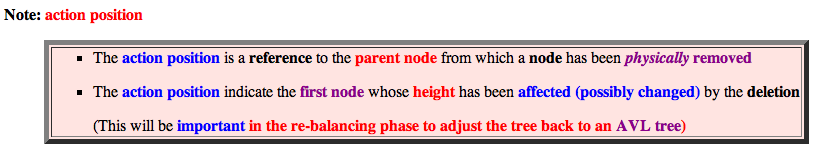 Note: action position
The action position is a reference to the parent node from which a node has been physically removed
The action position indicate the first node whose height has been affected (possibly changed) by the deletion
(This will be important in the re-balancing phase to adjust the tree back to an AVL tree)